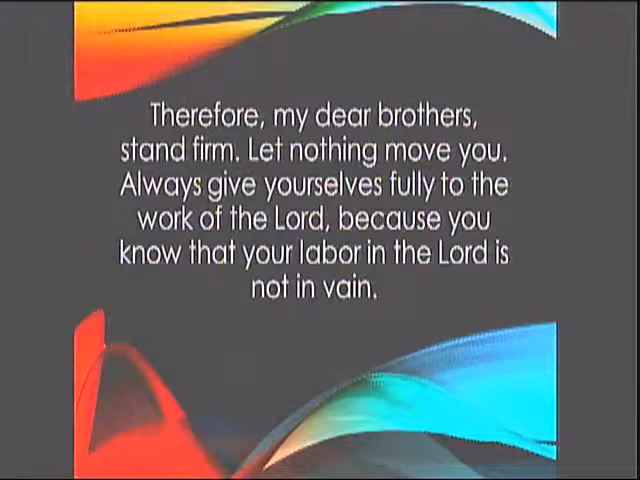 Therefore, my dear brothers,
stand firm. Let nothing move you.
Always give yourselves fully to the
work of the Lord, because you
know that your labor in the Lord is
not in vain.